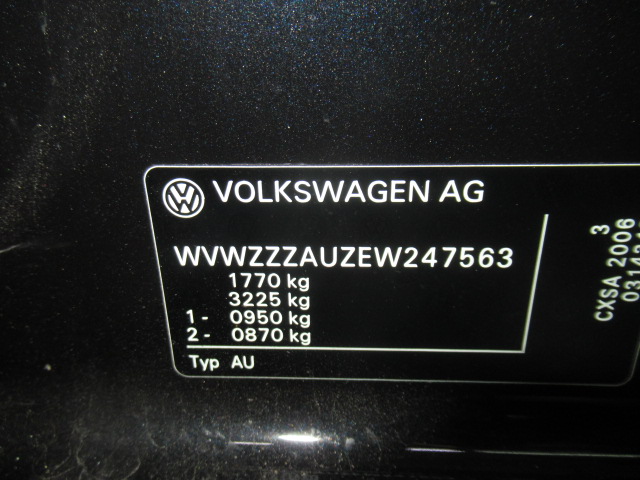 VOLKSWAGEN AG
WVWZZZAUZEW247563
1770 kg
3225 kg
1 - 0950 kg
2 - 0870 kg
Typ AU
3
CXSA 2006